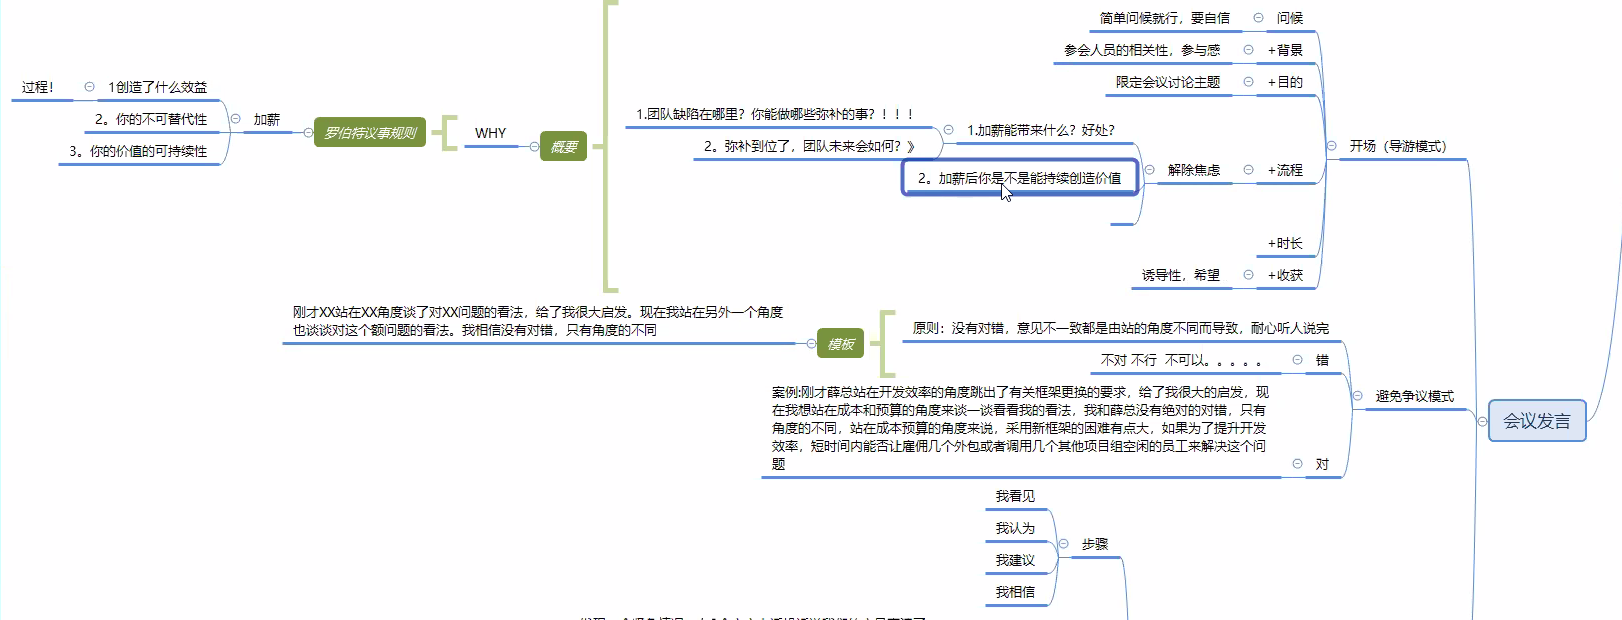 简单问候就行，要自信
问候
参会人员的相关性，参与感
+背景
限定会议讨论主题
+目的
过程！
1创造了什么效益
2。你的不可替代性
3。你的价值的可持续性
加薪
罗伯特议事规则
WHY
概要
1.团队缺陷在哪里？你能做哪些弥补的事？！！！
2。弥补到位了，团队未来会如何？》
1.加薪能带来什么？好处？
2。加薪后你是不是能持续创造价值
解除焦虑
+流程
开场（导游模式）
+时长
诱导性，希望
+收获
刚才XX站在XX角度谈了对XX问题的看法，给了我很大启发。现在我站在另外一个角度
也谈谈对这个额问题的看法。我相信没有对错，只有角度的不同
模板
原则：没有对错，意见不一致都是由站的角度不同而导致，耐心听人说完
不对 不行 不可以。。。。。
错
案例:刚才薛总站在开发效率的角度跳出了有关框架更换的要求，给了我很大的启发，现
在我想站在成本和预算的角度来谈一谈看看我的看法，我和薛总没有绝对的对错，只有
角度的不同，站在成本预算的角度来说，采用新框架的困难有点大，如果为了提升开发
效率，短时间内能否让雇佣几个外包或者调用几个其他项目组空闲的员工来解决这个问
题
对
避免争议模式
会议发言
我看见
我认为
我建议
我相信
步骤